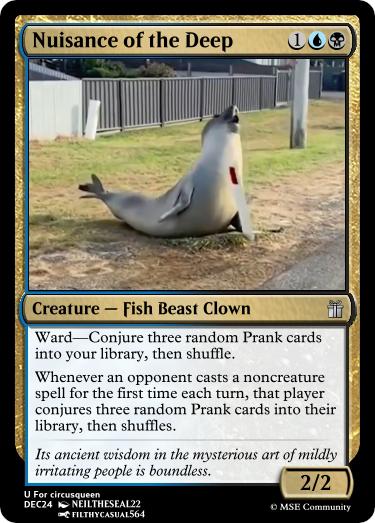 Nuisance of the Deep 1
Creature — Fish Beast Clown
Ward—Conjure three random Prank cards
into your library, then shuffle.
Whenever an opponent casts a noncreature
spell for the first time each turn, that player
conjures three random Prank cards into their
library, then shuffles.
Its ancient wisdom in the mysterious art of mildly
irritating people is boundless.
2/2
U For circusqueen
DEC24 NEILTHESEAL22
FILTHYCASUAL564
© MSE Community